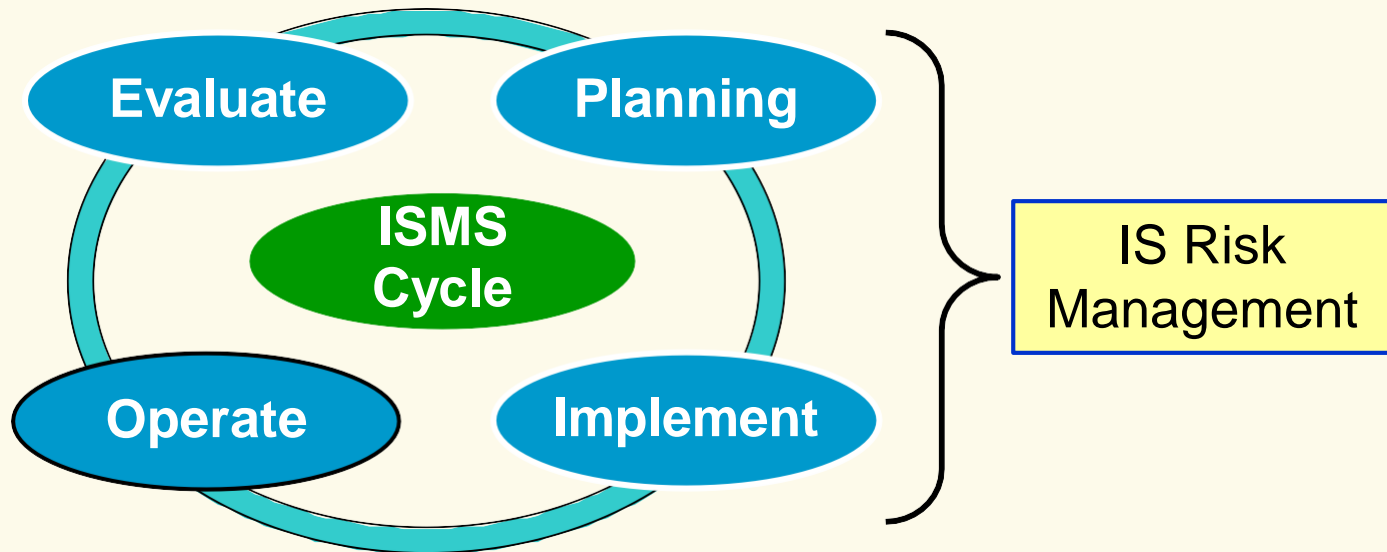 Evaluate
Planning
ISMS
Cycle
IS Risk
Management
Operate
Implement